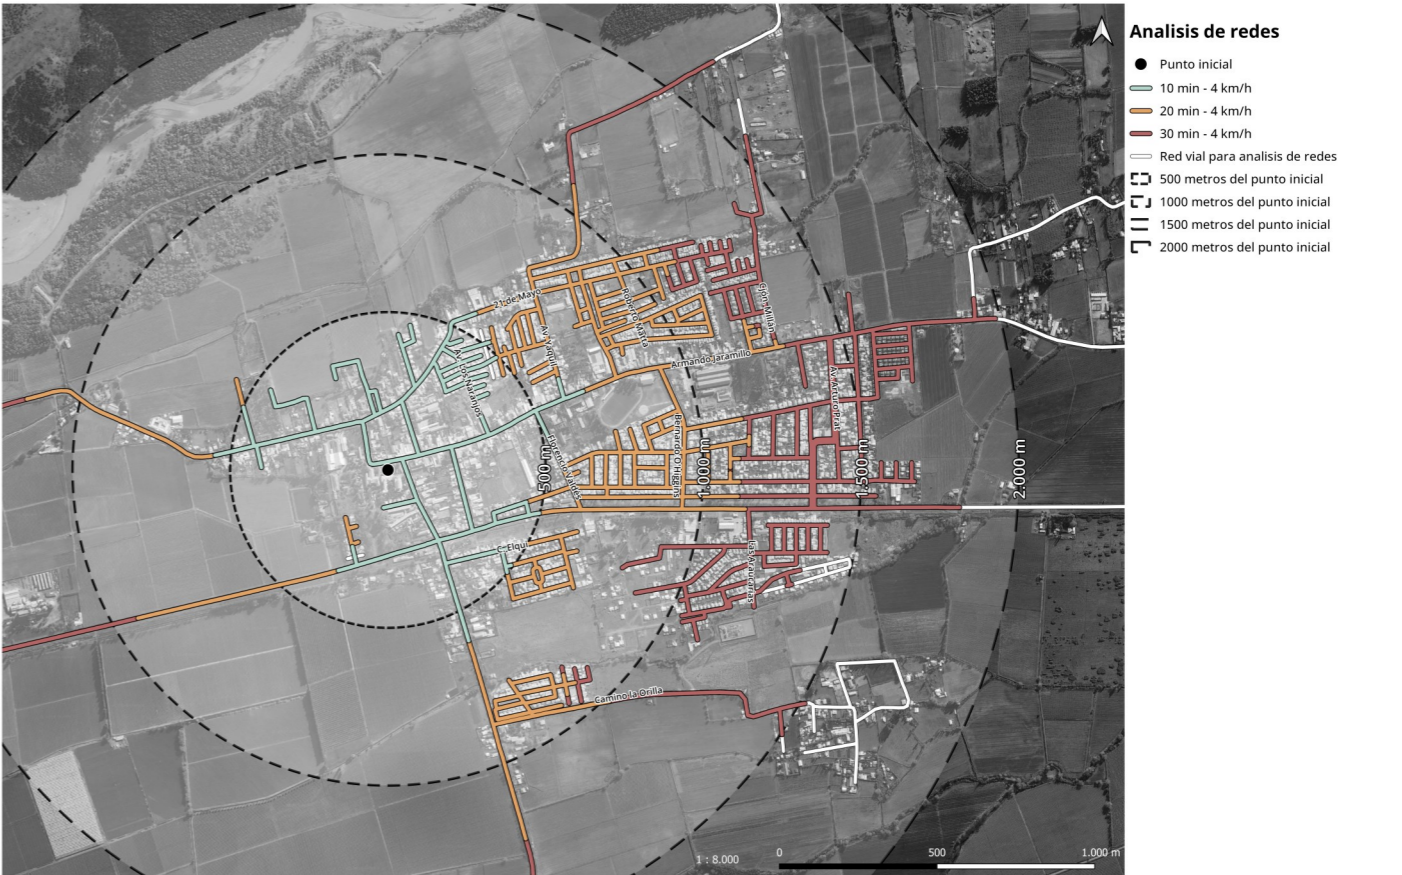 Analisis de redes
Punto inicial
10 min - 4 km/h
20 min - 4 km/h
30 min - 4 km/h
Red vial para analisis de redes
500 metros del punto inicial
1000 metros del punto inicial
1500 metros del punto inicial
2000 metros del punto inicial
21 de Mayo
Roberto Matta
Gjon. Millán
Av. Yaquil
Armando Jaramillo
Av. Los Naranjos
Av. Arturo Prat
Bernardo O'Higgins
Florencio Valdés
500 m
1.000 m
1.500 m
2.000 m
C. Elqui
Las Araucarias
Camino la Orilla
1 : 8.000
0
500
1.000 m